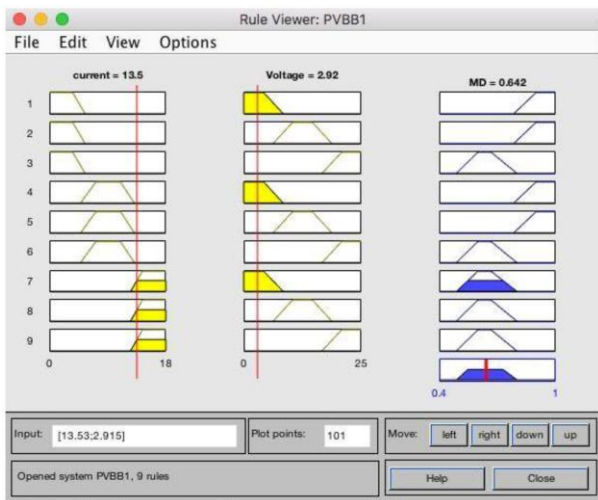 Rule Viewer: PVBB1
File Edit View Options
current = 13.5 Voltage = 2.92 MD = 0.642
1
2
3
4
5
6
7
8
9
0 18 0 25
0.4 1
Input: [13.53;2.915] Plot points: 101 Move: left right down up
Opened system PVBB1, 9 rules Help Close